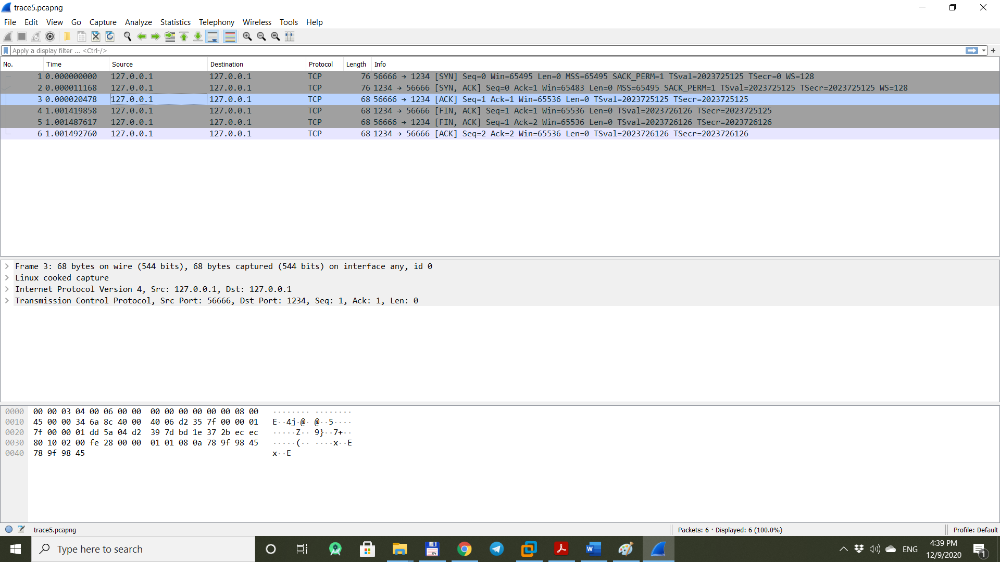 trace5.pcapng
File Edit View Go Capture Analyze Statistics Telephony Wireless Tools Help
Apply a display filter ... <Ctrl-/>
No. Time Source Destination Protocol Length Info
1 0.000000000 127.0.0.1 127.0.0.1 TCP 76 56666 → 1234 [SYN] Seq=0 Win=65495 Len=0 MSS=65495 SACK_PERM=1 TSval=2023725125 TSecr=0 WS=128
2 0.000011168 127.0.0.1 127.0.0.1 TCP 76 1234 → 56666 [SYN, ACK] Seq=0 Ack=1 Win=65483 Len=0 MSS=65495 SACK_PERM=1 TSval=2023725125 TSecr=2023725125 WS=128
3 0.000020478 127.0.0.1 127.0.0.1 TCP 68 56666 → 1234 [ACK] Seq=1 Ack=1 Win=65536 Len=0 TSval=2023725125 TSecr=2023725125
4 1.001419858 127.0.0.1 127.0.0.1 TCP 68 1234 → 56666 [FIN, ACK] Seq=1 Ack=1 Win=65536 Len=0 TSval=2023726126 TSecr=2023725125
5 1.001487617 127.0.0.1 127.0.0.1 TCP 68 56666 → 1234 [FIN, ACK] Seq=1 Ack=2 Win=65536 Len=0 TSval=2023726126 TSecr=2023726126
6 1.001492760 127.0.0.1 127.0.0.1 TCP 68 1234 → 56666 [ACK] Seq=2 Ack=2 Win=65536 Len=0 TSval=2023726126 TSecr=2023726126
Frame 3: 68 bytes on wire (544 bits), 68 bytes captured (544 bits) on interface any, id 0
Linux cooked capture
Internet Protocol Version 4, Src: 127.0.0.1, Dst: 127.0.0.1
Transmission Control Protocol, Src Port: 56666, Dst Port: 1234, Seq: 1, Ack: 1, Len: 0
0000 00 00 03 04 00 06 00 00 00 00 00 00 00 00 08 00 ········ ········
0010 45 00 00 34 6a 8c 40 00 40 06 d2 35 7f 00 00 01 E··4j·@· @··5····
0020 7f 00 00 01 dd 5a 04 d2 39 7d bd 1e 37 2b ec ec ·····Z·· 9}··7+··
0030 80 10 02 00 fe 28 00 00 01 01 08 0a 78 9f 98 45 ·····(·· ····x··E
0040 78 9f 98 45 x··E
trace5.pcapng Packets: 6 · Displayed: 6 (100.0%) Profile: Default
Type here to search
ENG
4:39 PM
12/9/2020
1